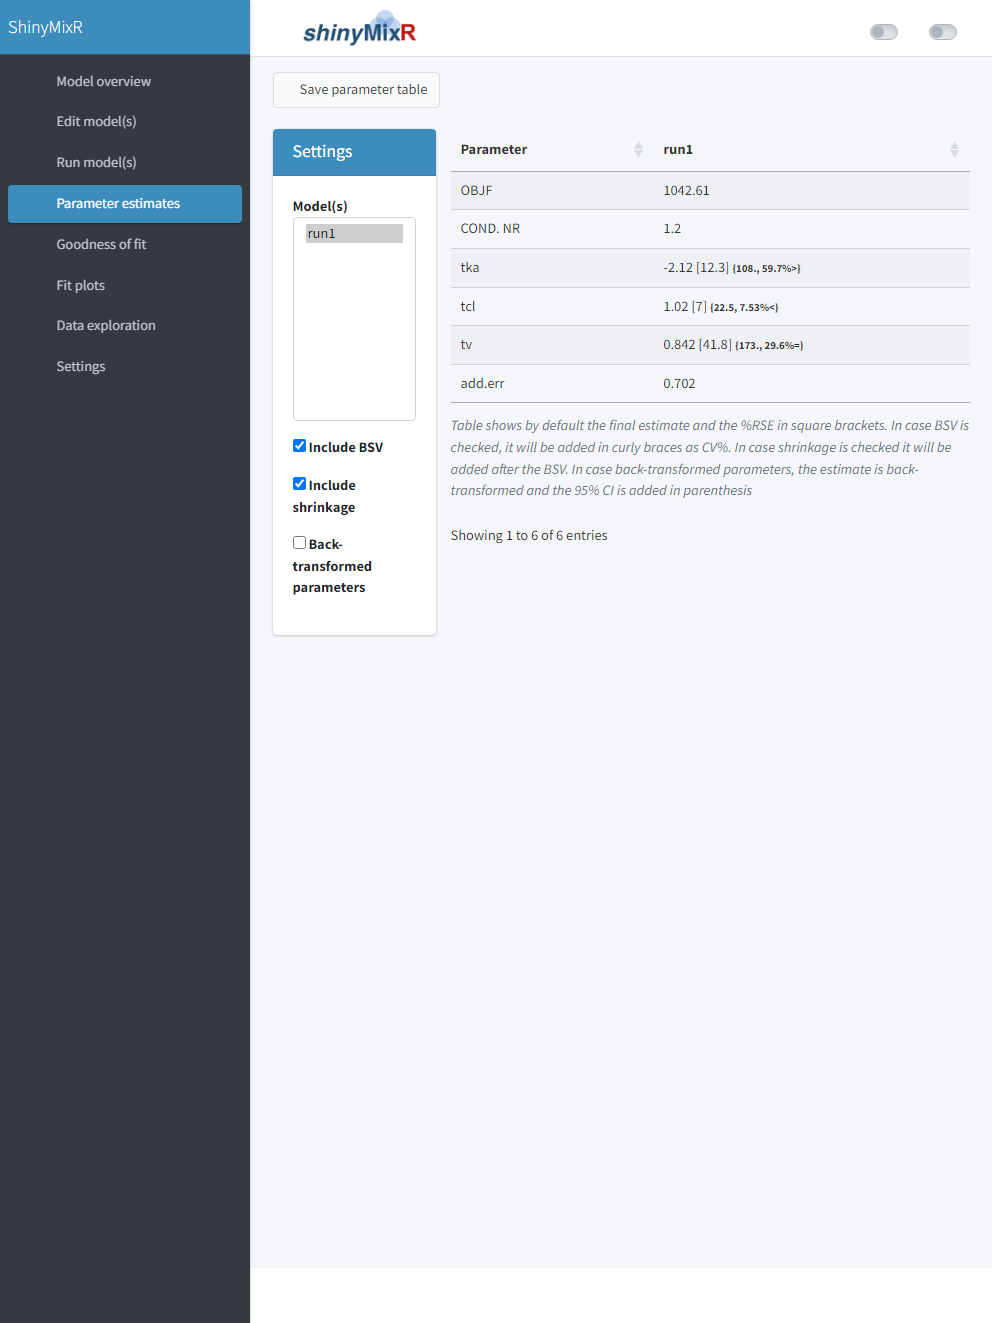 ShinyMixR
shinyMixR
Model overview
Edit model(s)
Run model(s)
Parameter estimates
Goodness of fit
Fit plots
Data exploration
Settings
Save parameter table
Settings
Model(s)
run1
Include BSV
Include
shrinkage
Back-
transformed
parameters
Parameter run1
OBJF 1042.61
COND. NR 1.2
tka -2.12 [12.3] {108., 59.7%>}
tcl 1.02 [7] {22.5, 7.53%<}
tv 0.842 [41.8] {173., 29.6%=}
add.err 0.702
Table shows by default the final estimate and the %RSE in square brackets. In case BSV is
checked, it will be added in curly braces as CV%. In case shrinkage is checked it will be
added after the BSV. In case back-transformed parameters, the estimate is back-
transformed and the 95% CI is added in parenthesis
Showing 1 to 6 of 6 entries